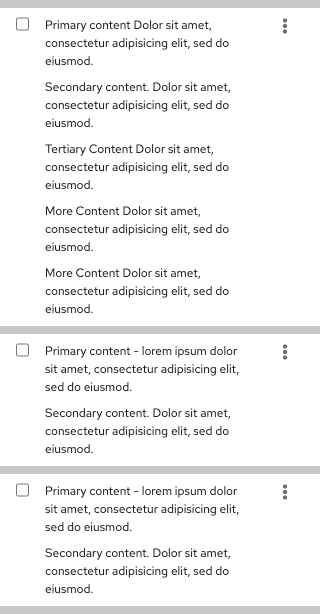 Primary content Dolor sit amet,
consectetur adipisicing elit, sed do
eiusmod.
Secondary content. Dolor sit amet,
consectetur adipisicing elit, sed do
eiusmod.
Tertiary Content Dolor sit amet,
consectetur adipisicing elit, sed do
eiusmod.
More Content Dolor sit amet,
consectetur adipisicing elit, sed do
eiusmod.
More Content Dolor sit amet,
consectetur adipisicing elit, sed do
eiusmod.
Primary content - lorem ipsum dolor
sit amet, consectetur adipisicing elit,
sed do eiusmod.
Secondary content. Dolor sit amet,
consectetur adipisicing elit, sed do
eiusmod.
Primary content - lorem ipsum dolor
sit amet, consectetur adipisicing elit,
sed do eiusmod.
Secondary content. Dolor sit amet,
consectetur adipisicing elit, sed do
eiusmod.